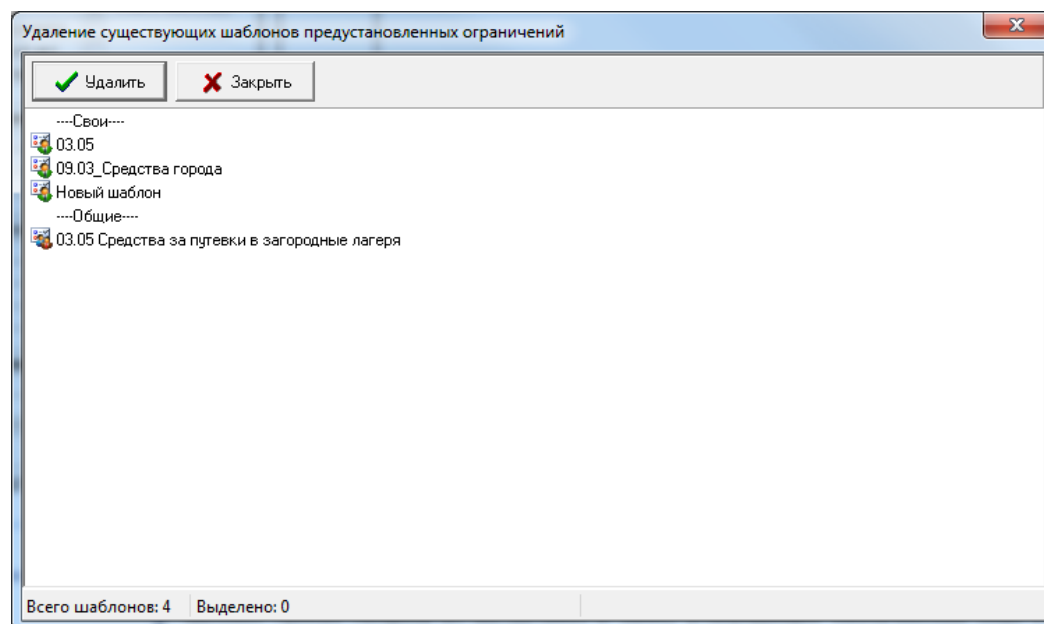 Удаление существующих шаблонов предустановленных ограничений
Удалить Закрыть
----Свои----
03.05
09.03_Средства города
Новый шаблон
----Общие----
03.05 Средства за путевки в загородные лагеря
Всего шаблонов: 4 Выделено: 0